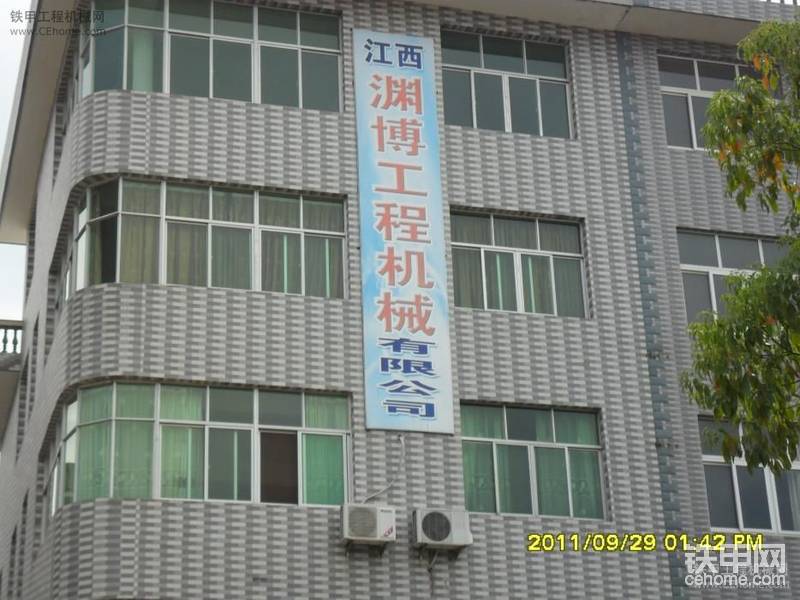 铁甲工程机械网
www.CEhome.com
江西
渊博工程机械
有限公司
2011/09/29 01:42 PM
铁甲网
cehome.com